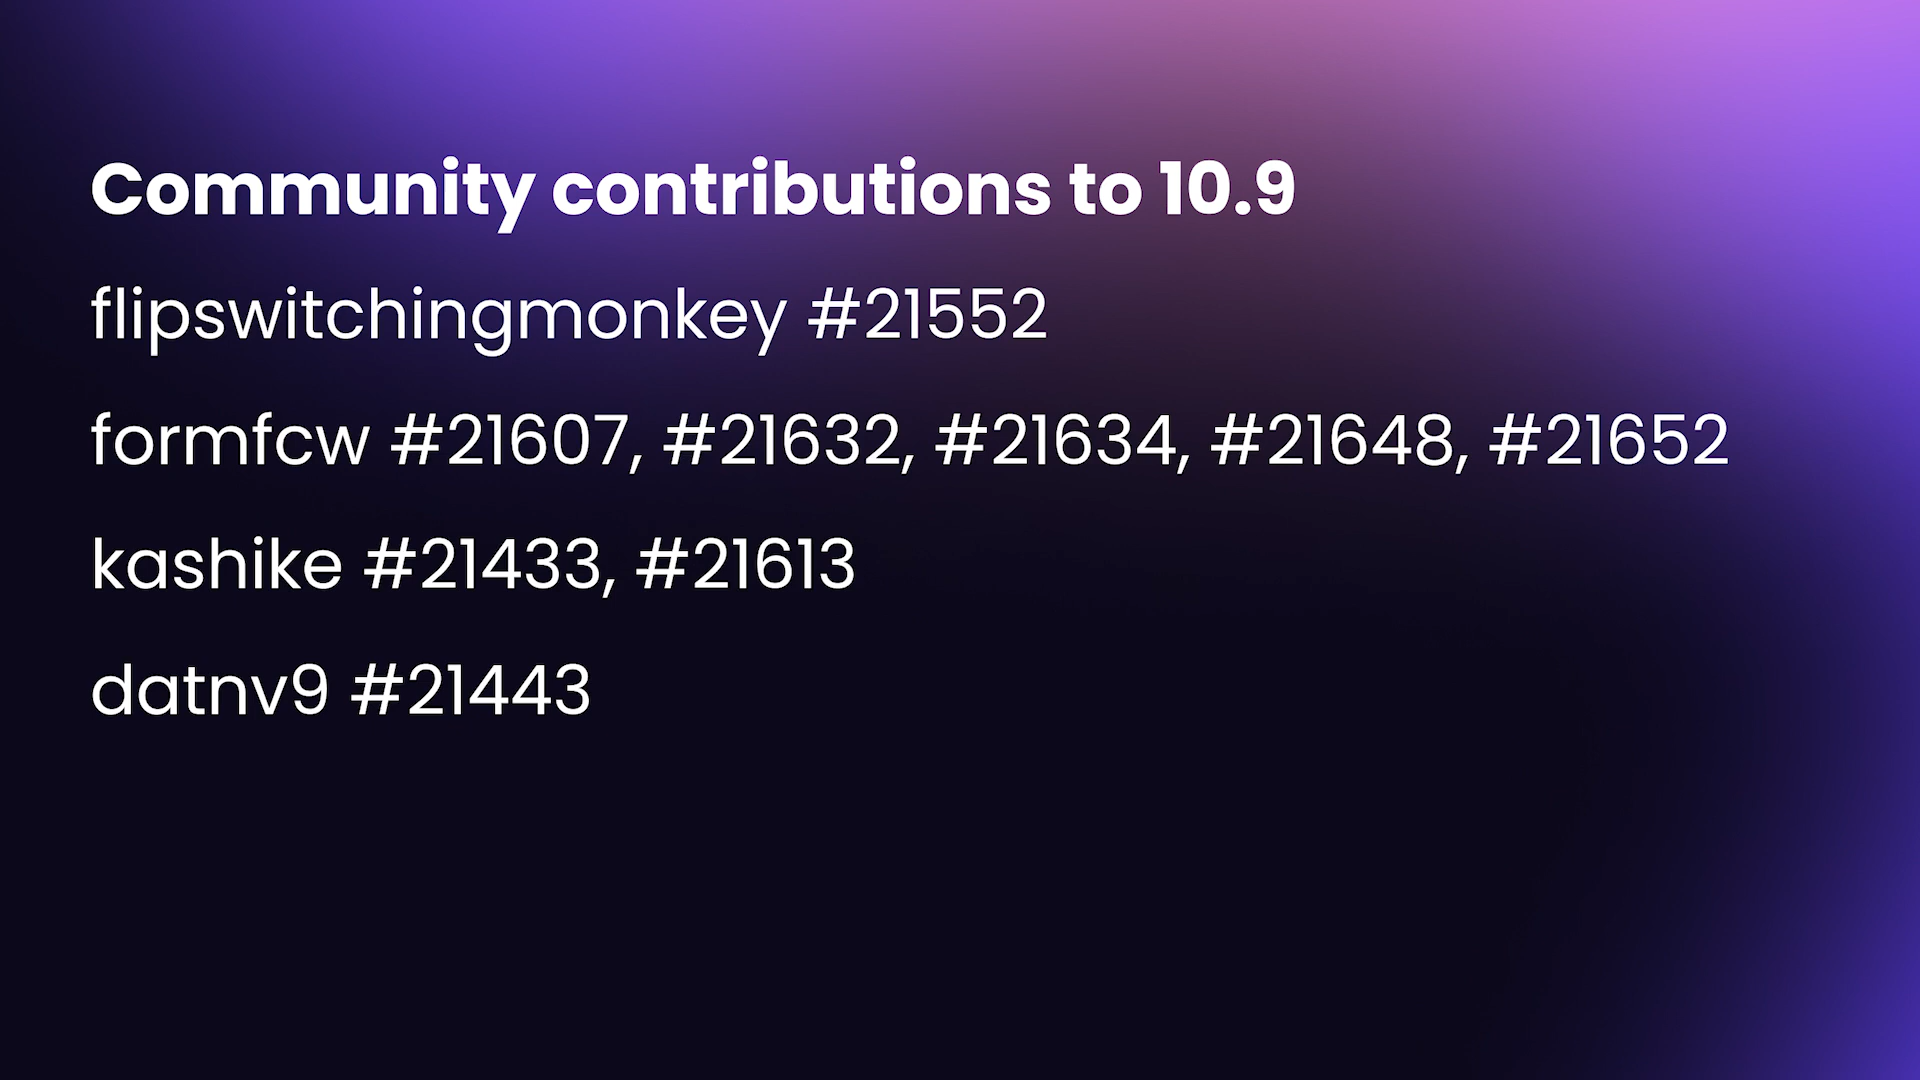 Community contributions to 10.9
flipswitchingmonkey #21552
formfcw #21607, #21632, #21634, #21648, #21652
kashike #21433, #21613
datnv9 #21443